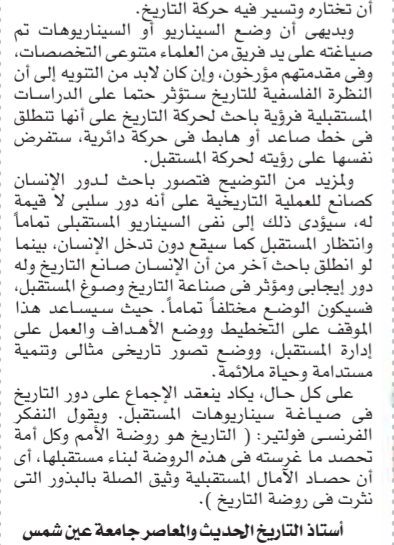 أن تختاره وتسير فيه حركة التاريخ.
وبديهى أن وضع السيناريو أو السيناريوهات تم
صياغته على يد فريق من العلماء متنوعى التخصصات،
وفى مقدمتهم مؤرخون، وإن كان لابد من التنويه إلى أن
النظرة الفلسفية للتاريخ ستؤثر حتما على الدراسات
المستقبلية فرؤية باحث لحركة التاريخ على أنها تنطلق
فى خط صاعد أو هابط فى حركة دائرية، ستفرض
نفسها على رؤيته لحركة المستقبل.
ولمزيد من التوضيح فتصور باحث لدور الإنسان
كصانع للعملية التاريخية على أنه دور سلبى لا قيمة
له، سيؤدى ذلك إلى نفى السيناريو المستقبلى تماماً
وانتظار المستقبل كما سيقع دون تدخل الإنسان، بينما
لو انطلق باحث آخر من أن الإنسان صانع التاريخ وله
دور إيجابى ومؤثر فى صناعة التاريخ وصوغ المستقبل،
فسيكون الوضع مختلفاً تماماً. حيث سيساعد هذا
الموقف على التخطيط ووضع الأهداف والعمل على
إدارة المستقبل، ووضع تصور تاريخى مثالى وتنمية
مستدامة وحياة ملائمة.
على كل حال، يكاد ينعقد الإجماع على دور التاريخ
فى صياغة سيناريوهات المستقبل. ويقول النفكر
الفرنسى فولتير: ( التاريخ هو روضة الأمم وكل أمة
تحصد ما غرسته فى هذه الروضة لبناء مستقبلها، أى
أن حصاد الآمال المستقبلية وثيق الصلة بالبذور التى
نثرت فى روضة التاريخ ).
أستاذ التاريخ الحديث والمعاصر جامعة عين شمس